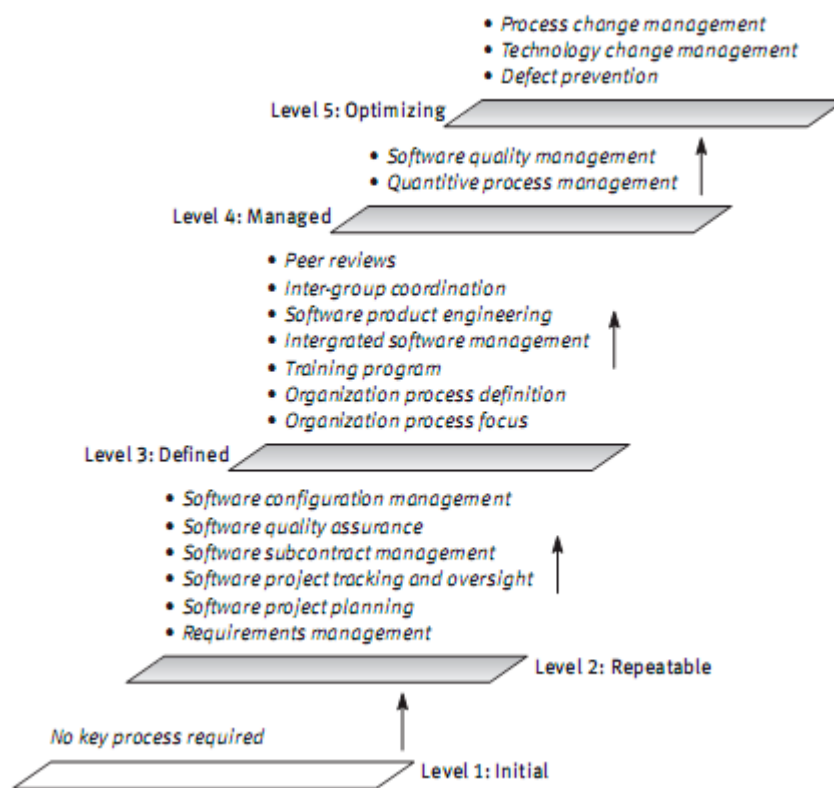 • Process change management
• Technology change management
• Defect prevention
Level 5: Optimizing
• Software quality management
• Quantitive process management
Level 4: Managed
• Peer reviews
• Inter-group coordination
• Software product engineering
• Intergrated software management
• Training program
• Organization process definition
• Organization process focus
Level 3: Defined
• Software configuration management
• Software quality assurance
• Software subcontract management
• Software project tracking and oversight
• Software project planning
• Requirements management
Level 2: Repeatable
No key process required
Level 1: Initial